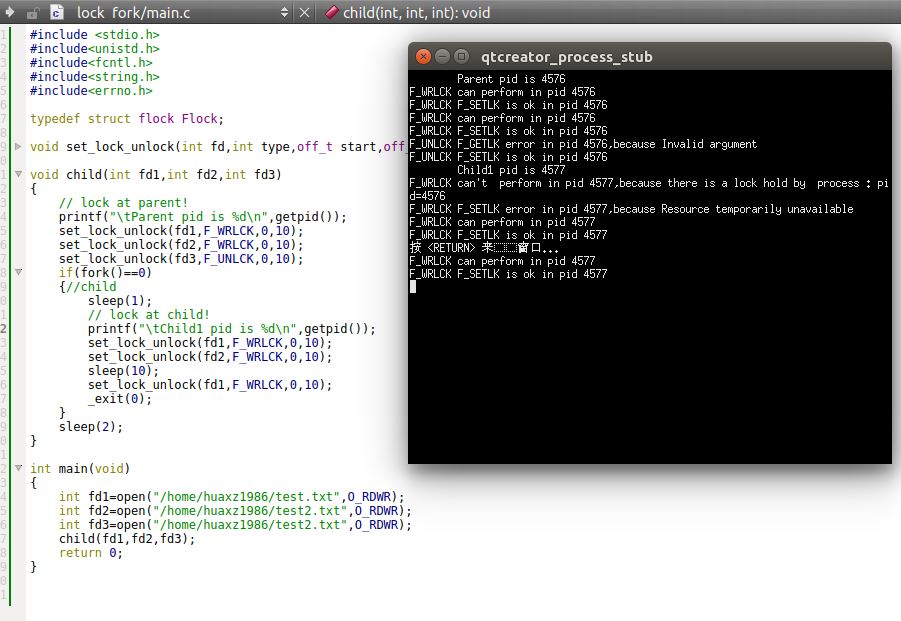 lock_fork/main.c child(int, int, int): void
#include <stdio.h>
#include<unistd.h>
#include<fcntl.h>
#include<string.h>
#include<errno.h>
typedef struct flock Flock;
void set_lock_unlock(int fd,int type,off_t start,off_
void child(int fd1,int fd2,int fd3)
{
// lock at parent!
printf("\tParent pid is %d\n",getpid());
set_lock_unlock(fd1,F_WRLCK,0,10);
set_lock_unlock(fd2,F_WRLCK,0,10);
set_lock_unlock(fd3,F_UNLCK,0,10);
if(fork()==0)
{//child
sleep(1);
// lock at child!
printf("\tChild1 pid is %d\n",getpid());
set_lock_unlock(fd1,F_WRLCK,0,10);
set_lock_unlock(fd2,F_WRLCK,0,10);
sleep(10);
set_lock_unlock(fd1,F_WRLCK,0,10);
_exit(0);
}
sleep(2);
}
int main(void)
{
int fd1=open("/home/huaxz1986/test.txt",O_RDWR);
int fd2=open("/home/huaxz1986/test2.txt",O_RDWR);
int fd3=open("/home/huaxz1986/test2.txt",O_RDWR);
child(fd1,fd2,fd3);
return 0;
}
qtcreator_process_stub
Parent pid is 4576
F_WRLCK can perform in pid 4576
F_WRLCK F_SETLK is ok in pid 4576
F_WRLCK can perform in pid 4576
F_WRLCK F_SETLK is ok in pid 4576
F_UNLCK F_GETLK error in pid 4576,because Invalid argument
F_UNLCK F_SETLK is ok in pid 4576
Child1 pid is 4577
F_WRLCK can't  perform in pid 4577,because there is a lock hold by  process : pi
d=4576
F_WRLCK F_SETLK error in pid 4577,because Resource temporarily unavailable
F_WRLCK can perform in pid 4577
F_WRLCK F_SETLK is ok in pid 4577
按 <RETURN> 来窗口...
F_WRLCK can perform in pid 4577
F_WRLCK F_SETLK is ok in pid 4577